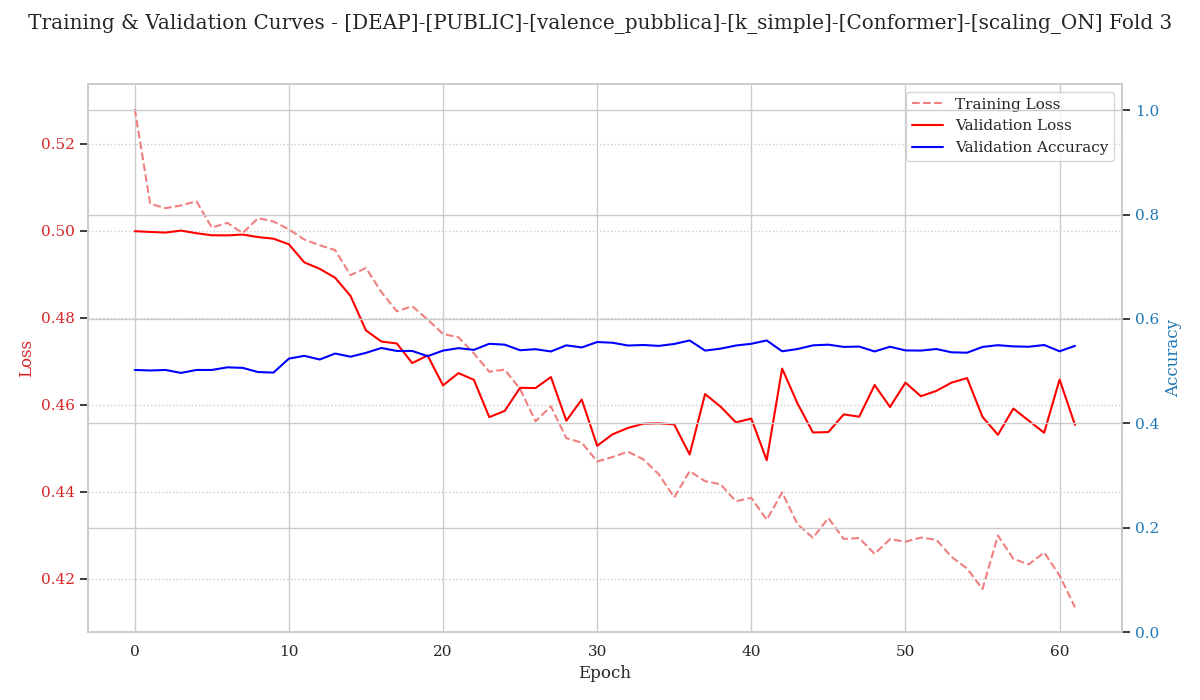 Training & Validation Curves - [DEAP]-[PUBLIC]-[valence_pubblica]-[k_simple]-[Conformer]-[scaling_ON] Fold 3
Training Loss
Validation Loss
Validation Accuracy
Loss
0.52
0.50
0.48
0.46
0.44
0.42
1.0
0.8
0.6
0.4
0.2
0.0
Accuracy
0 10 20 30 40 50 60
Epoch